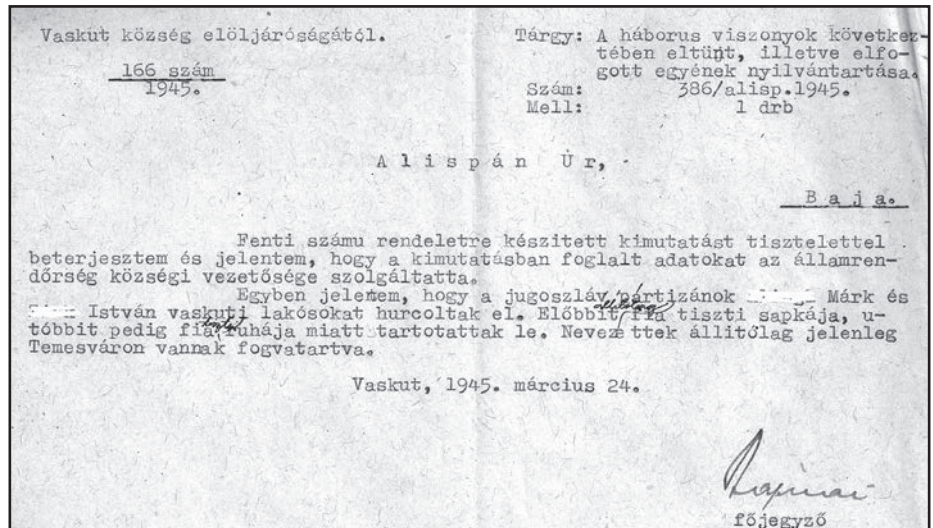 Vaskut község elöljáróságától.
166 szám
1945.
Tárgy: A háborus viszonyok következ-
tében eltünt, illetve elfo-
gott egyének nyilvántartása.
Szám: 386/alisp.1945.
Mell: 1 drb
Alispán Úr,
Baja.
Fenti számu rendeletre készitett kimutatást tisztelettel
beterjesztem és jelentem, hogy a kimutatásban foglalt adatokat az államren-
dőrség községi vezetősége szolgáltatta.
Egyben jelentem, hogy a jugoszláv partizánok Márk és
István vaskuti lakósokat hurcoltak el. Előbbit fia tiszti sapkája, u-
tóbbit pedig fia ruhája miatt tartotattak le. Nevezettek állitólag jelenleg
Temesváron vannak fogvatartva.
Vaskut, 1945. március 24.
főjegyző